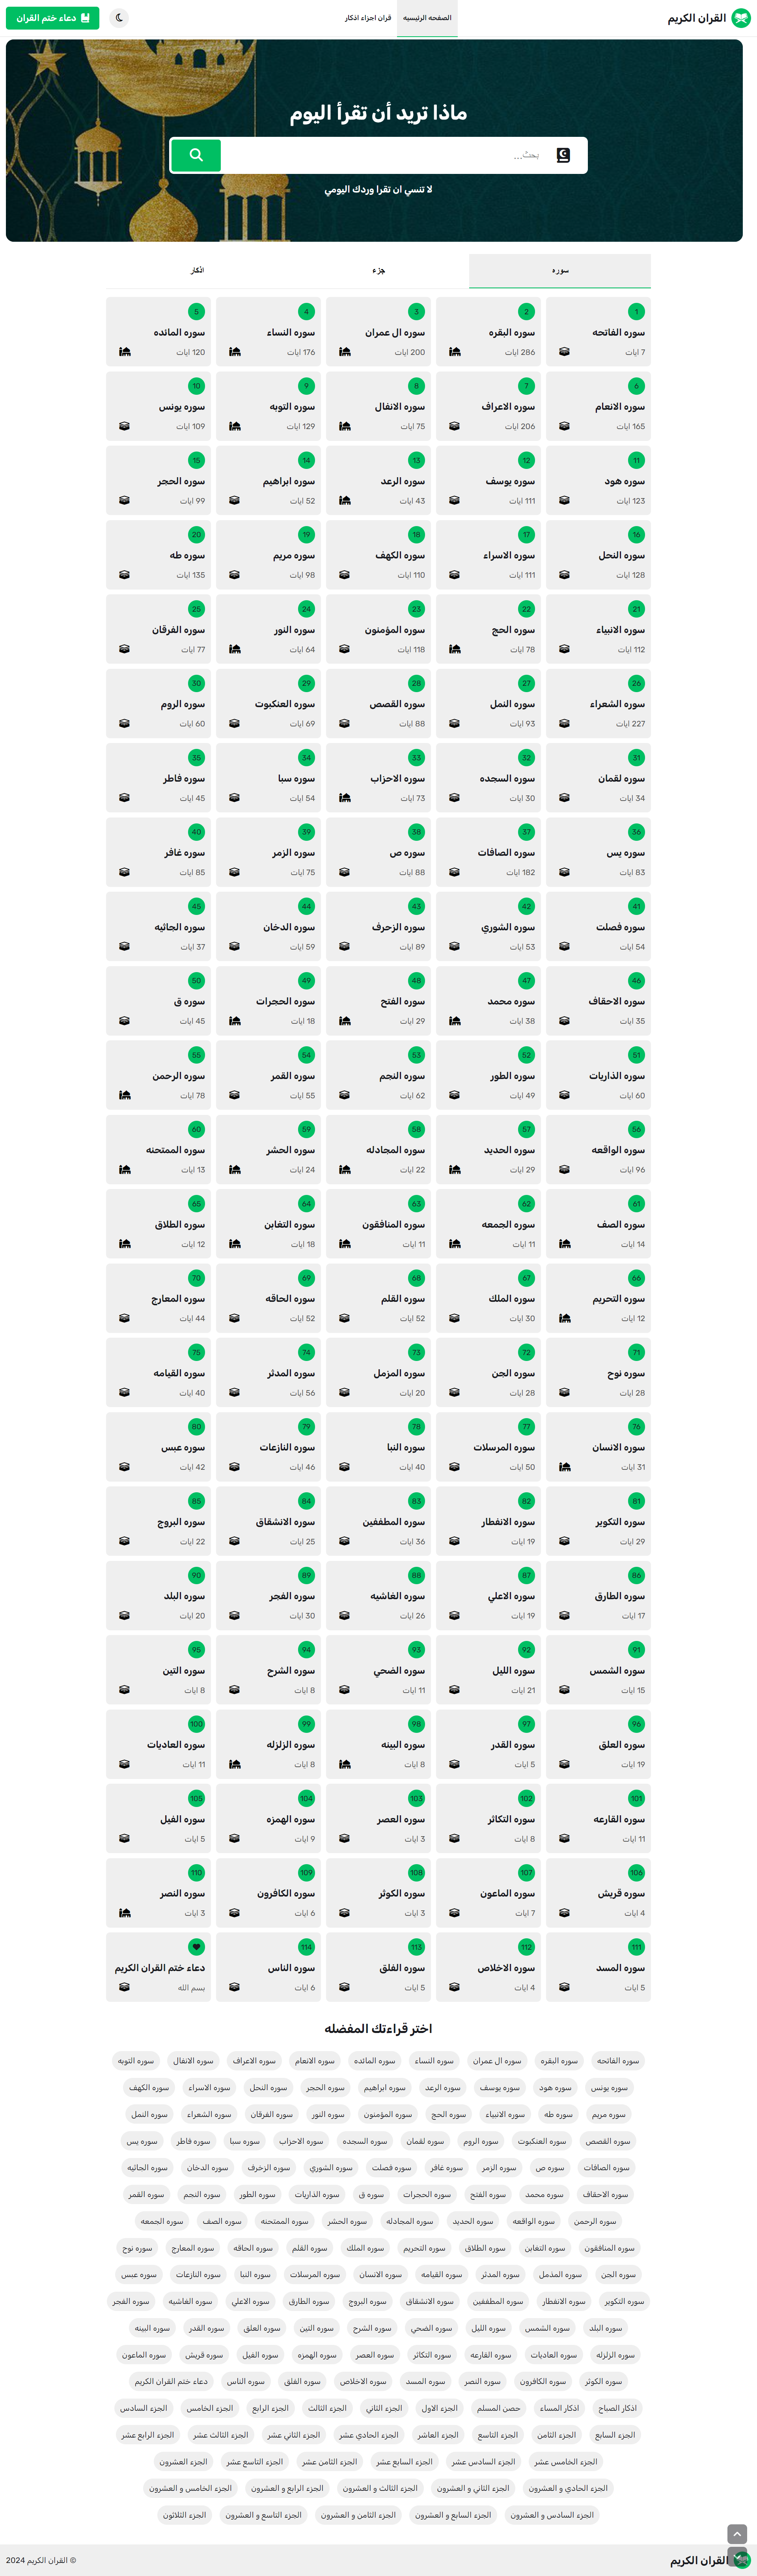 القران الكريم
الصفحه الرئيسيه
قران اجزاء اذكار
دعاء ختم القران
ماذا تريد أن تقرأ اليوم
بحث...
لا تنسي ان تقرا وردك اليومي
سوره
جزء
اذكار
1 2 3 4 5
سوره الفاتحه سوره البقره سوره ال عمران سوره النساء سوره المائده
7 ايات 286 ايات 200 ايات 176 ايات 120 ايات
6 7 8 9 10
سوره الانعام سوره الاعراف سوره الانفال سوره التوبه سوره يونس
165 ايات 206 ايات 75 ايات 129 ايات 109 ايات
11 12 13 14 15
سوره هود سوره يوسف سوره الرعد سوره ابراهيم سوره الحجر
123 ايات 111 ايات 43 ايات 52 ايات 99 ايات
16 17 18 19 20
سوره النحل سوره الاسراء سوره الكهف سوره مريم سوره طه
128 ايات 111 ايات 110 ايات 98 ايات 135 ايات
21 22 23 24 25
سوره الانبياء سوره الحج سوره المؤمنون سوره النور سوره الفرقان
112 ايات 78 ايات 118 ايات 64 ايات 77 ايات
26 27 28 29 30
سوره الشعراء سوره النمل سوره القصص سوره العنكبوت سوره الروم
227 ايات 93 ايات 88 ايات 69 ايات 60 ايات
31 32 33 34 35
سوره لقمان سوره السجده سوره الاحزاب سوره سبا سوره فاطر
34 ايات 30 ايات 73 ايات 54 ايات 45 ايات
36 37 38 39 40
سوره يس سوره الصافات سوره ص سوره الزمر سوره غافر
83 ايات 182 ايات 88 ايات 75 ايات 85 ايات
41 42 43 44 45
سوره فصلت سوره الشوري سوره الزحرف سوره الدخان سوره الجاثيه
54 ايات 53 ايات 89 ايات 59 ايات 37 ايات
46 47 48 49 50
سوره الاحقاف سوره محمد سوره الفتح سوره الحجرات سوره ق
35 ايات 38 ايات 29 ايات 18 ايات 45 ايات
51 52 53 54 55
سوره الذاريات سوره الطور سوره النجم سوره القمر سوره الرحمن
60 ايات 49 ايات 62 ايات 55 ايات 78 ايات
56 57 58 59 60
سوره الواقعه سوره الحديد سوره المجادله سوره الحشر سوره الممتحنه
96 ايات 29 ايات 22 ايات 24 ايات 13 ايات
61 62 63 64 65
سوره الصف سوره الجمعه سوره المنافقون سوره التغابن سوره الطلاق
14 ايات 11 ايات 11 ايات 18 ايات 12 ايات
66 67 68 69 70
سوره التحريم سوره الملك سوره القلم سوره الحاقه سوره المعارج
12 ايات 30 ايات 52 ايات 52 ايات 44 ايات
71 72 73 74 75
سوره نوح سوره الجن سوره المزمل سوره المدثر سوره القيامه
28 ايات 28 ايات 20 ايات 56 ايات 40 ايات
76 77 78 79 80
سوره الانسان سوره المرسلات سوره النبا سوره النازعات سوره عبس
31 ايات 50 ايات 40 ايات 46 ايات 42 ايات
81 82 83 84 85
سوره التكوير سوره الانفطار سوره المطففين سوره الانشقاق سوره البروج
29 ايات 19 ايات 36 ايات 25 ايات 22 ايات
86 87 88 89 90
سوره الطارق سوره الاعلي سوره الغاشيه سوره الفجر سوره البلد
17 ايات 19 ايات 26 ايات 30 ايات 20 ايات
91 92 93 94 95
سوره الشمس سوره الليل سوره الضحي سوره الشرح سوره التين
15 ايات 21 ايات 11 ايات 8 ايات 8 ايات
96 97 98 99 100
سوره العلق سوره القدر سوره البينه سوره الزلزله سوره العاديات
19 ايات 5 ايات 8 ايات 8 ايات 11 ايات
101 102 103 104 105
سوره القارعه سوره التكاثر سوره العصر سوره الهمزه سوره الفيل
11 ايات 8 ايات 3 ايات 9 ايات 5 ايات
106 107 108 109 110
سوره قريش سوره الماعون سوره الكوثر سوره الكافرون سوره النصر
4 ايات 7 ايات 3 ايات 6 ايات 3 ايات
111 112 113 114
سوره المسد سوره الاخلاص سوره الفلق سوره الناس دعاء ختم القران الكريم
5 ايات 4 ايات 5 ايات 6 ايات بسم الله
اختر قراءتك المفضله
سوره الفاتحه سوره البقره سوره ال عمران سوره النساء سوره المائده سوره الانعام سوره الاعراف سوره الانفال سوره التوبه
سوره يونس سوره هود سوره يوسف سوره الرعد سوره ابراهيم سوره الحجر سوره النحل سوره الاسراء سوره الكهف
سوره مريم سوره طه سوره الانبياء سوره الحج سوره المؤمنون سوره النور سوره الفرقان سوره الشعراء سوره النمل
سوره القصص سوره العنكبوت سوره الروم سوره لقمان سوره السجده سوره الاحزاب سوره سبا سوره فاطر سوره يس
سوره الصافات سوره ص سوره الزمر سوره غافر سوره فصلت سوره الشوري سوره الزخرف سوره الدخان سوره الجاثيه
سوره الاحقاف سوره محمد سوره الفتح سوره الحجرات سوره ق سوره الذاريات سوره الطور سوره النجم سوره القمر
سوره الرحمن سوره الواقعه سوره الحديد سوره المجادله سوره الحشر سوره الممتحنه سوره الصف سوره الجمعه
سوره المنافقون سوره التغابن سوره الطلاق سوره التحريم سوره الملك سوره القلم سوره الحاقه سوره المعارج سوره نوح
سوره الجن سوره المذمل سوره المدثر سوره القيامه سوره الانسان سوره المرسلات سوره النبا سوره النازعات سوره عبس
سوره التكوير سوره الانفطار سوره المطففين سوره الانشقاق سوره البروج سوره الطارق سوره الاعلي سوره الغاشيه سوره الفجر
سوره البلد سوره الشمس سوره الليل سوره الضحي سوره الشرح سوره التين سوره العلق سوره القدر سوره البينه
سوره الزلزله سوره العاديات سوره القارعه سوره التكاثر سوره العصر سوره الهمزه سوره الفيل سوره قريش سوره الماعون
سوره الكوثر سوره الكافرون سوره النصر سوره المسد سوره الاخلاص سوره الفلق سوره الناس دعاء ختم القران الكريم
اذكار الصباح اذكار المساء حصن المسلم الجزء الاول الجزء الثاني الجزء الثالث الجزء الرابع الجزء الخامس الجزء السادس
الجزء السابع الجزء الثامن الجزء التاسع الجزء العاشر الجزء الحادي عشر الجزء الثاني عشر الجزء الثالث عشر الجزء الرابع عشر
الجزء الخامس عشر الجزء السادس عشر الجزء السابع عشر الجزء الثامن عشر الجزء التاسع عشر الجزء العشرون
الجزء الحادي و العشرون الجزء الثاني و العشرون الجزء الثالث و العشرون الجزء الرابع و العشرون الجزء الخامس و العشرون
الجزء السادس و العشرون الجزء السابع و العشرون الجزء الثامن و العشرون الجزء التاسع و العشرون الجزء الثلاثون
القران الكريم
© القران الكريم 2024